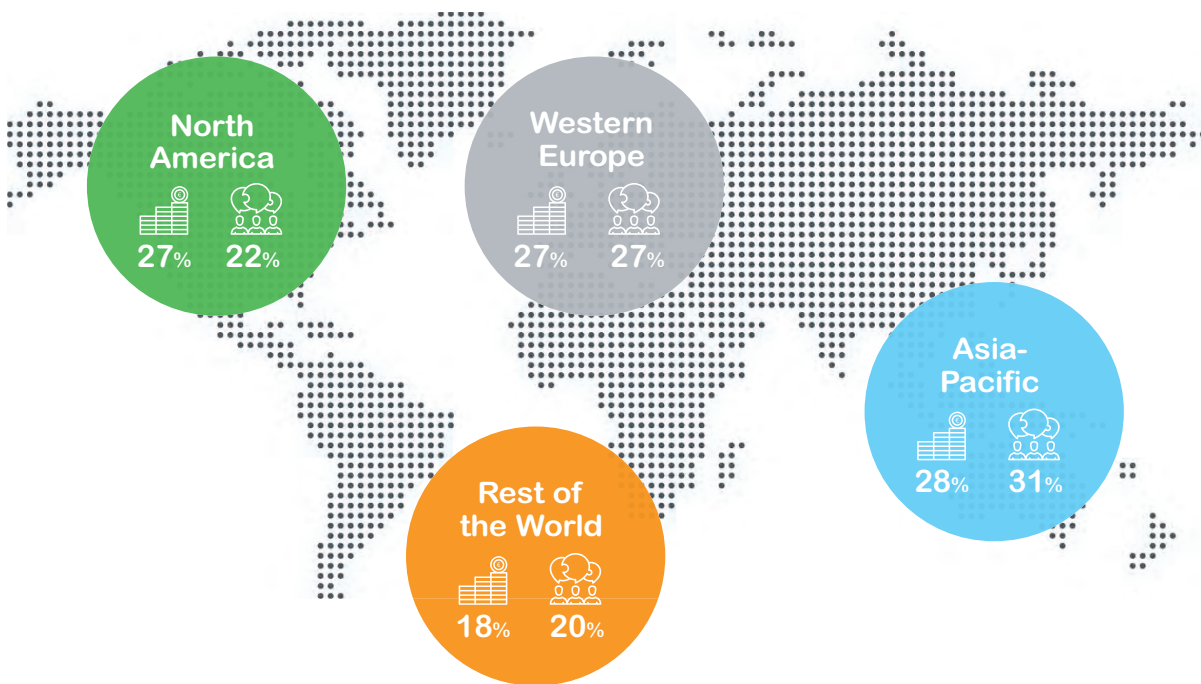 North
America
27% 22%
Western
Europe
27% 27%
Asia-
Pacific
28% 31%
Rest of
the World
18% 20%